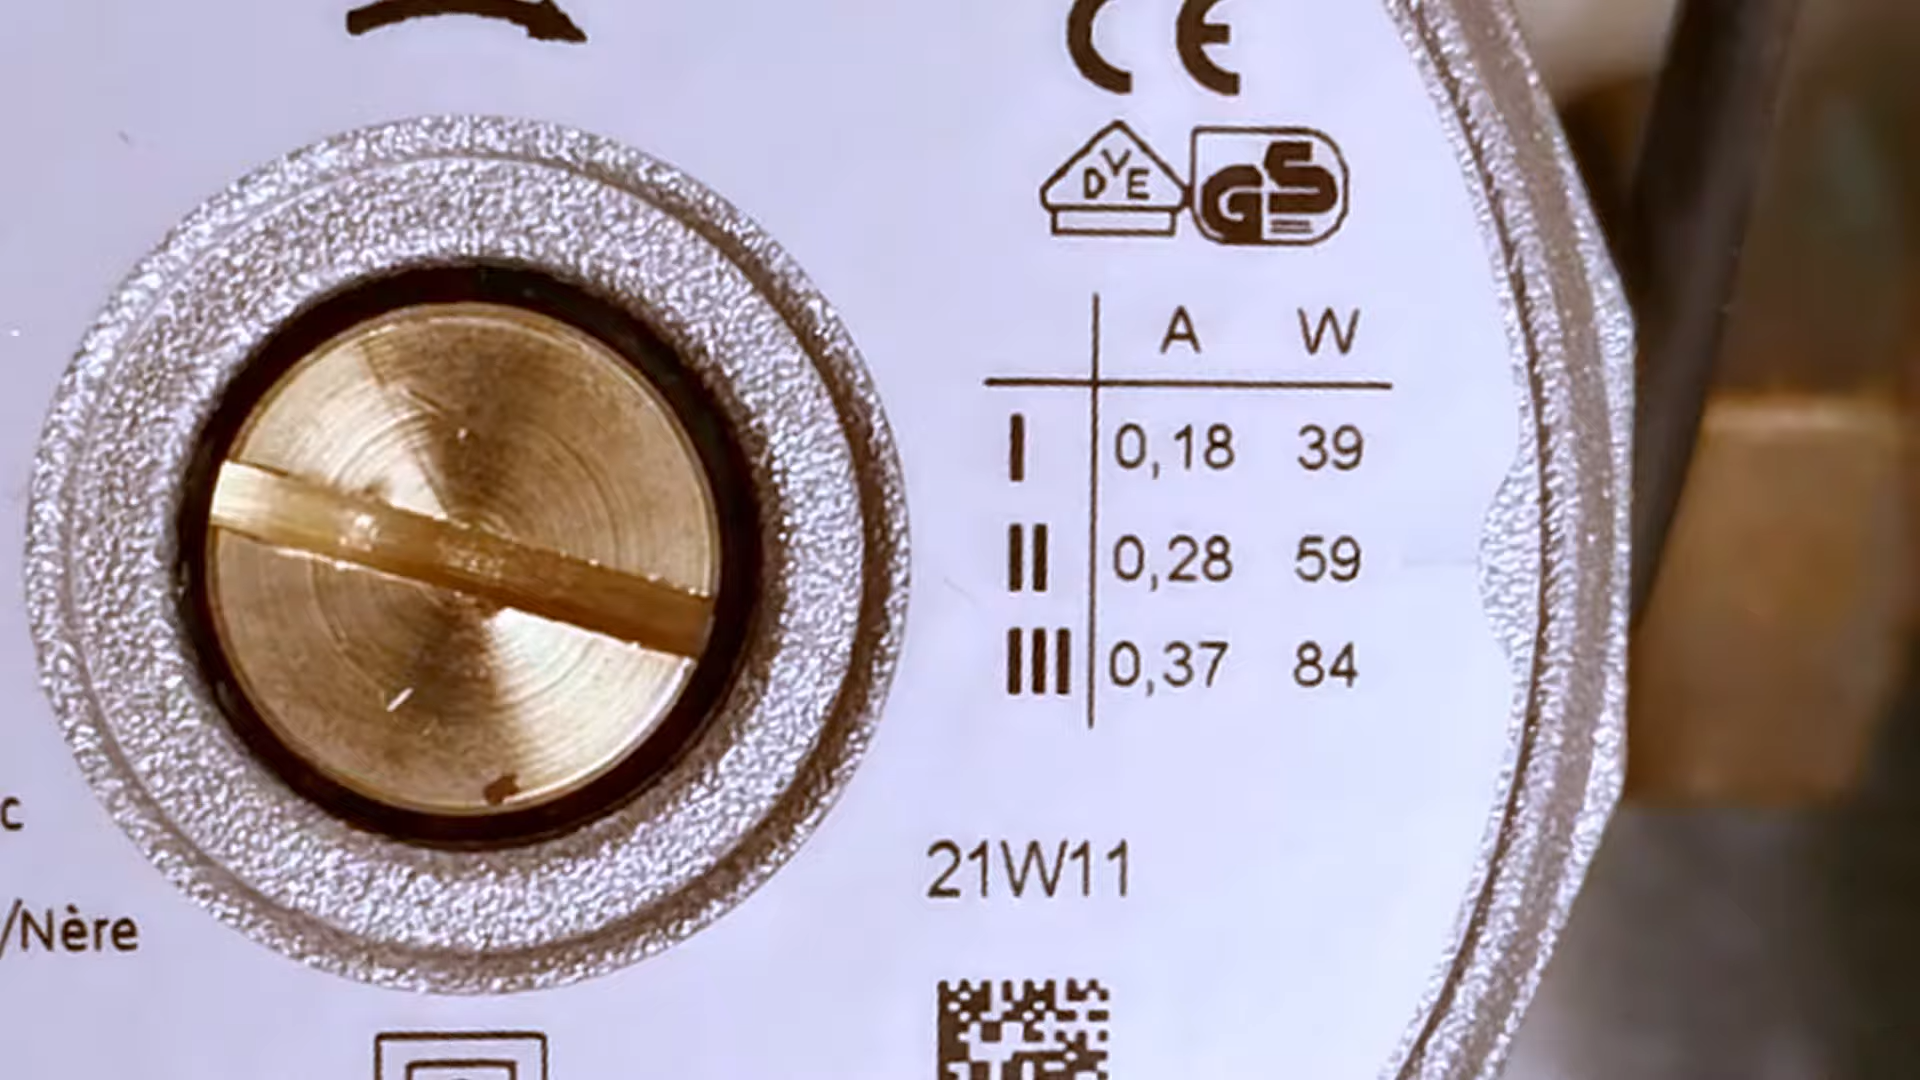 CE
DVE GS
A W
I 0,18 39
II 0,28 59
III 0,37 84
c
21W11
/Nère